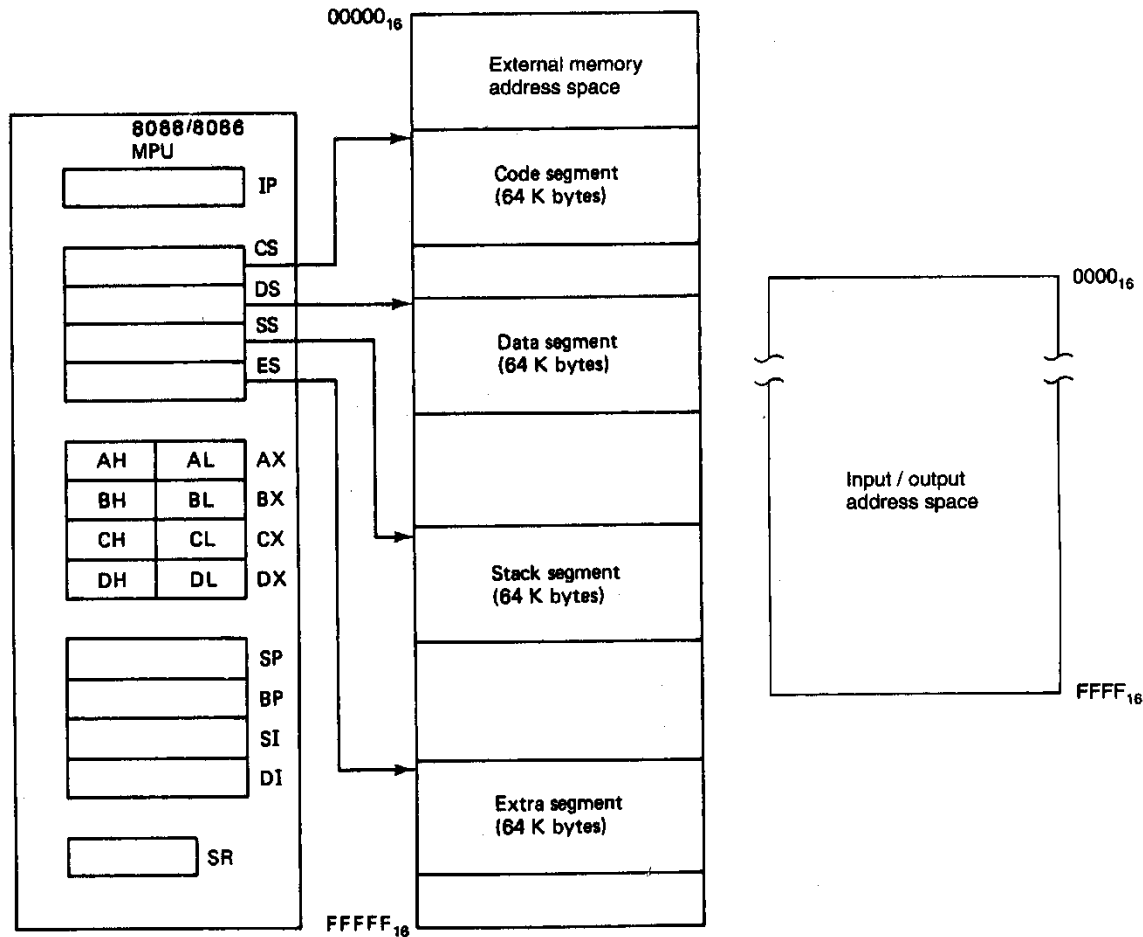 00000₁₆
External memory
address space
8088/8086
MPU
IP
CS
DS
SS
ES
AH AL AX
BH BL BX
CH CL CX
DH DL DX
SP
BP
SI
DI
SR
Code segment
(64 K bytes)
Data segment
(64 K bytes)
Stack segment
(64 K bytes)
Extra segment
(64 K bytes)
FFFFF₁₆
0000₁₆
Input / output
address space
FFFF₁₆